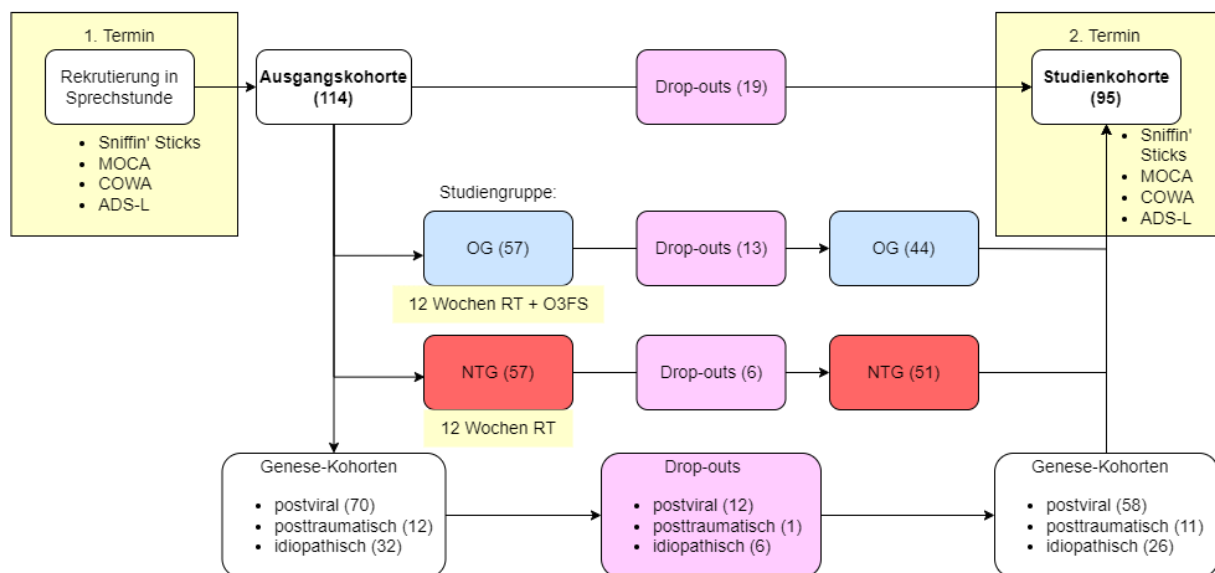 1. Termin
Rekrutierung in
Sprechstunde
• Sniffin' Sticks
• MOCA
• COWA
• ADS-L
Ausgangskohorte
(114)
Drop-outs (19)
2. Termin
Studienkohorte
(95)
• Sniffin'
Sticks
• MOCA
• COWA
• ADS-L
Studiengruppe:
OG (57)
Drop-outs (13)
OG (44)
12 Wochen RT + O3FS
NTG (57)
Drop-outs (6)
NTG (51)
12 Wochen RT
Genese-Kohorten
• postviral (70)
• posttraumatisch (12)
• idiopathisch (32)
Drop-outs
• postviral (12)
• posttraumatisch (1)
• idiopathisch (6)
Genese-Kohorten
• postviral (58)
• posttraumatisch (11)
• idiopathisch (26)